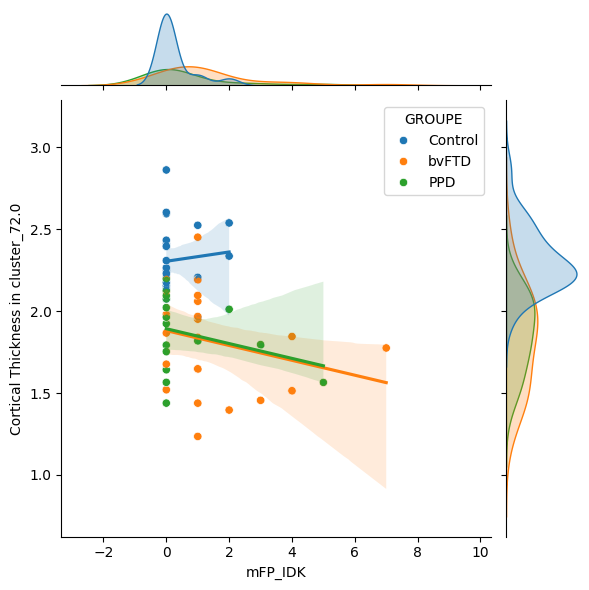 GROUPE
Control
bvFTD
PPD
Cortical Thickness in cluster_72.0
3.0
2.5
2.0
1.5
1.0
−2
0
2
4
6
8
10
mFP_IDK